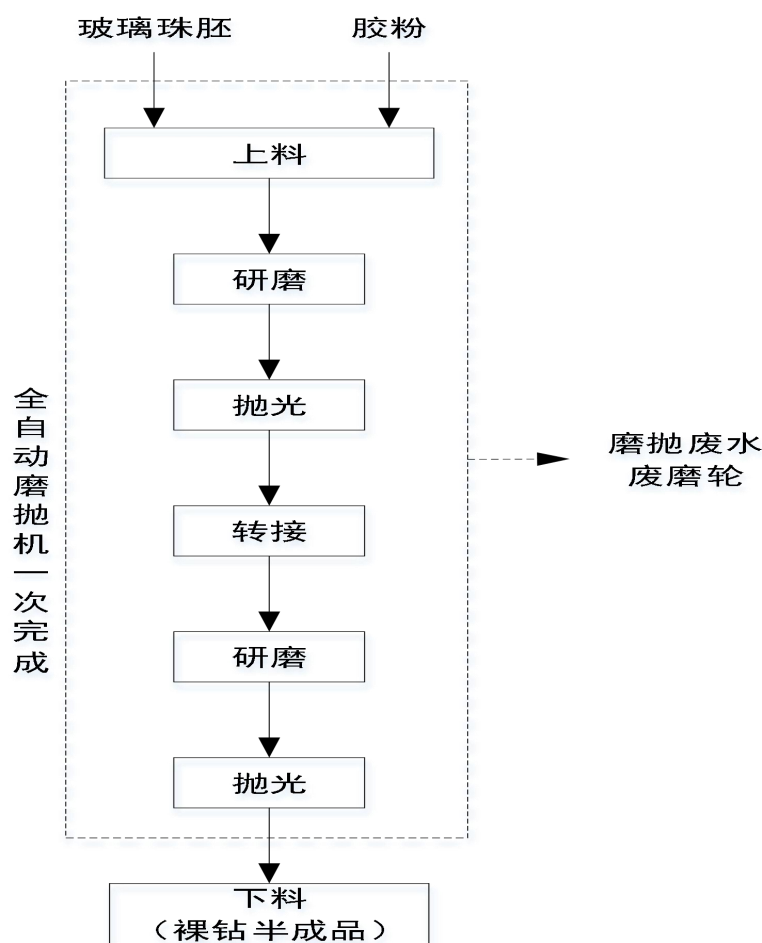 玻璃珠胚
胶粉
上料
研磨
抛光
转接
研磨
抛光
全自动磨抛机一次完成
磨抛废水
废磨轮
下料
（裸钻半成品）